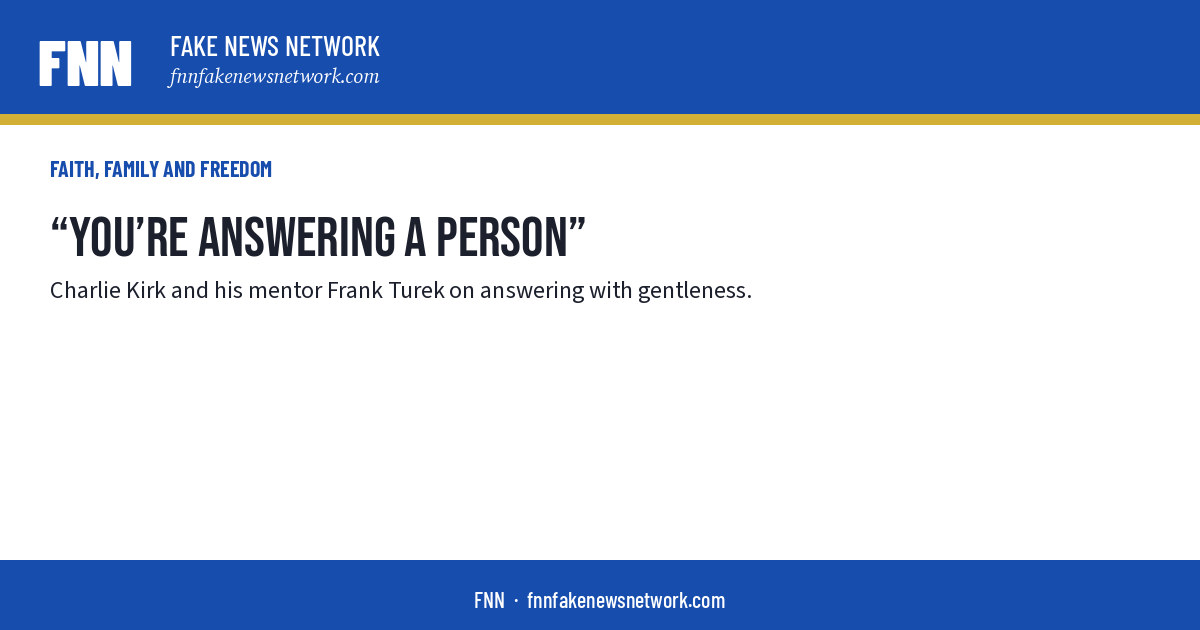 FNN
FAKE NEWS NETWORK
fnnfakenewsnetwork.com
FAITH, FAMILY AND FREEDOM
“YOU’RE ANSWERING A PERSON”
Charlie Kirk and his mentor Frank Turek on answering with gentleness.
FNN · fnnfakenewsnetwork.com